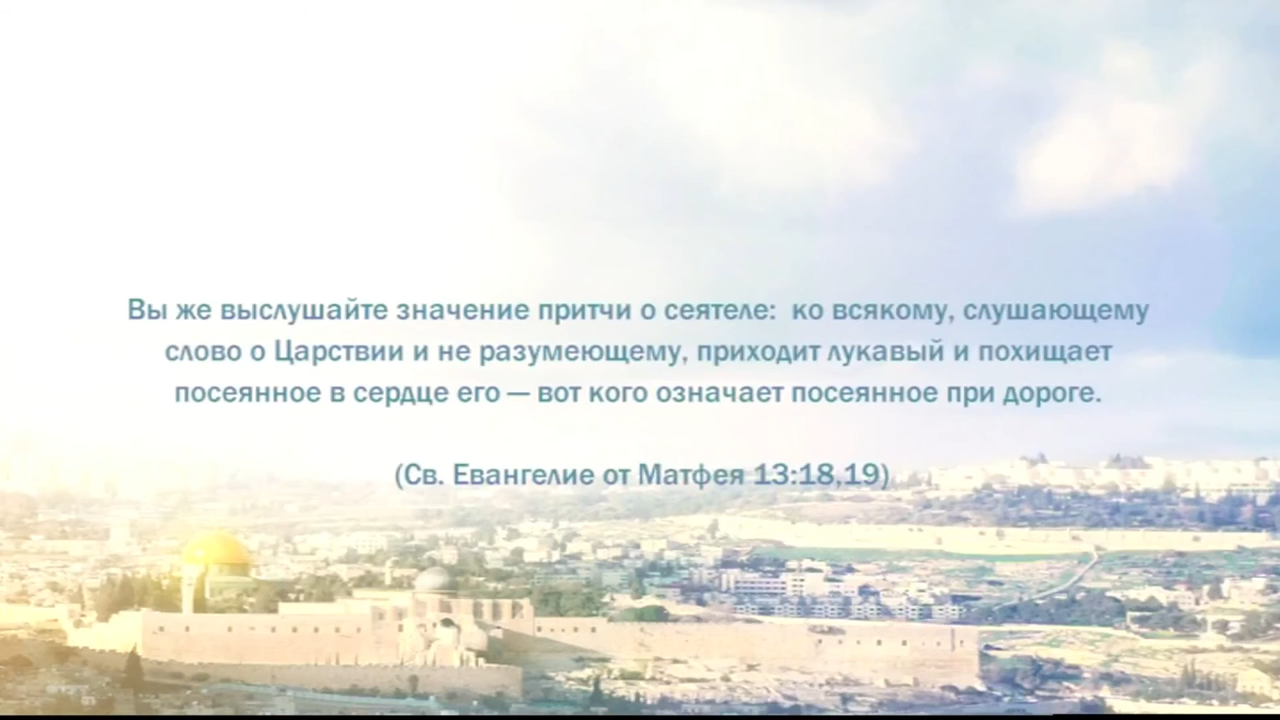 Вы же выслушайте значение притчи о сеятеле:  ко всякому, слушающему
слово о Царствии и не разумеющему, приходит лукавый и похищает
посеянное в сердце его — вот кого означает посеянное при дороге.
(Св. Евангелие от Матфея 13:18,19)